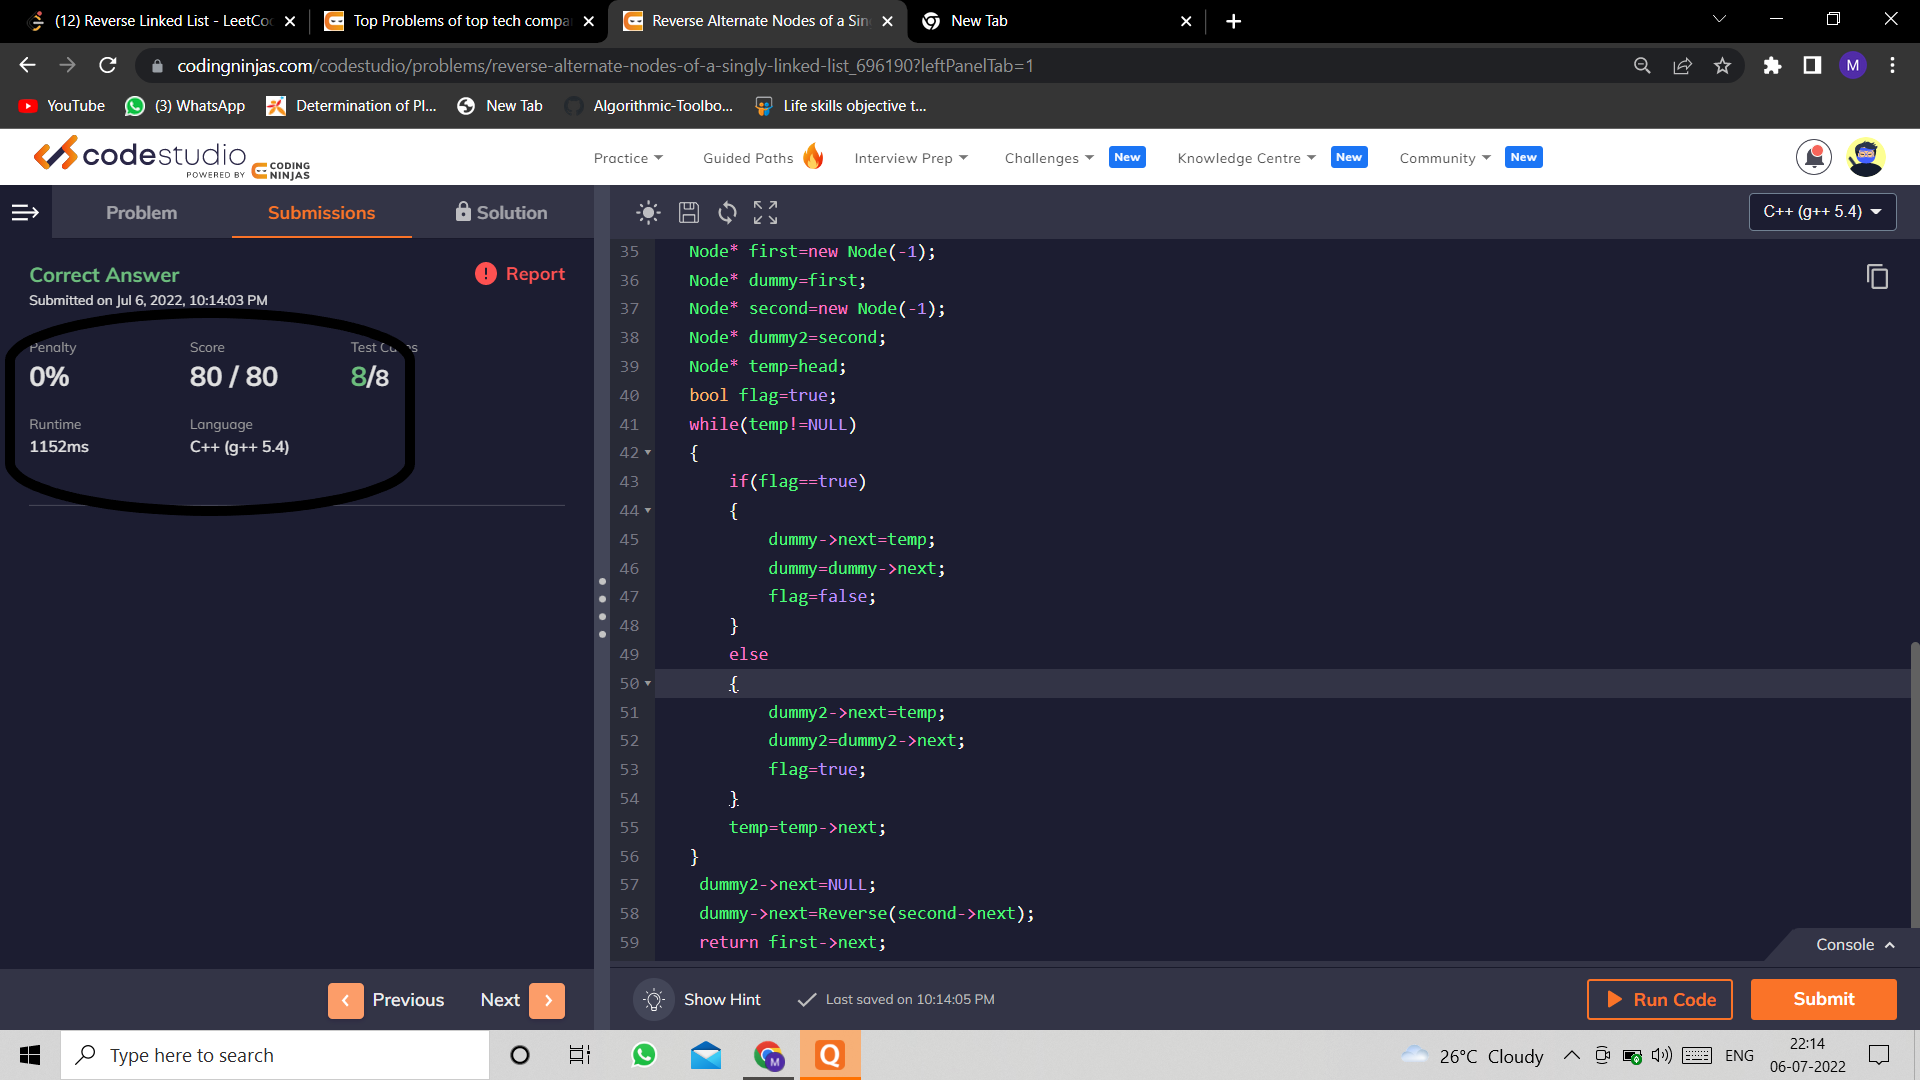 (12) Reverse Linked List - LeetCo
Top Problems of top tech compa
Reverse Alternate Nodes of a Sin
New Tab
codingninjas.com/codestudio/problems/reverse-alternate-nodes-of-a-singly-linked-list_696190?leftPanelTab=1
M
YouTube
(3) WhatsApp
Determination of Pl...
New Tab
Algorithmic-Toolbo...
Life skills objective t...
codestudio
POWERED BY CODING NINJAS
Practice
Guided Paths
Interview Prep
Challenges New
Knowledge Centre New
Community New
Problem
Submissions
Solution
C++ (g++ 5.4)
Correct Answer
Report
Submitted on Jul 6, 2022, 10:14:03 PM
Penalty Score Test Cases
0% 80 / 80 8/8
Runtime Language
1152ms C++ (g++ 5.4)
35 Node* first=new Node(-1);
36 Node* dummy=first;
37 Node* second=new Node(-1);
38 Node* dummy2=second;
39 Node* temp=head;
40 bool flag=true;
41 while(temp!=NULL)
42 {
43 if(flag==true)
44 {
45 dummy->next=temp;
46 dummy=dummy->next;
47 flag=false;
48 }
49 else
50 {
51 dummy2->next=temp;
52 dummy2=dummy2->next;
53 flag=true;
54 }
55 temp=temp->next;
56 }
57 dummy2->next=NULL;
58 dummy->next=Reverse(second->next);
59 return first->next;
Console
Previous Next
Show Hint
Last saved on 10:14:05 PM
Run Code
Submit
Type here to search
M
Q
26°C Cloudy
ENG
22:14
06-07-2022